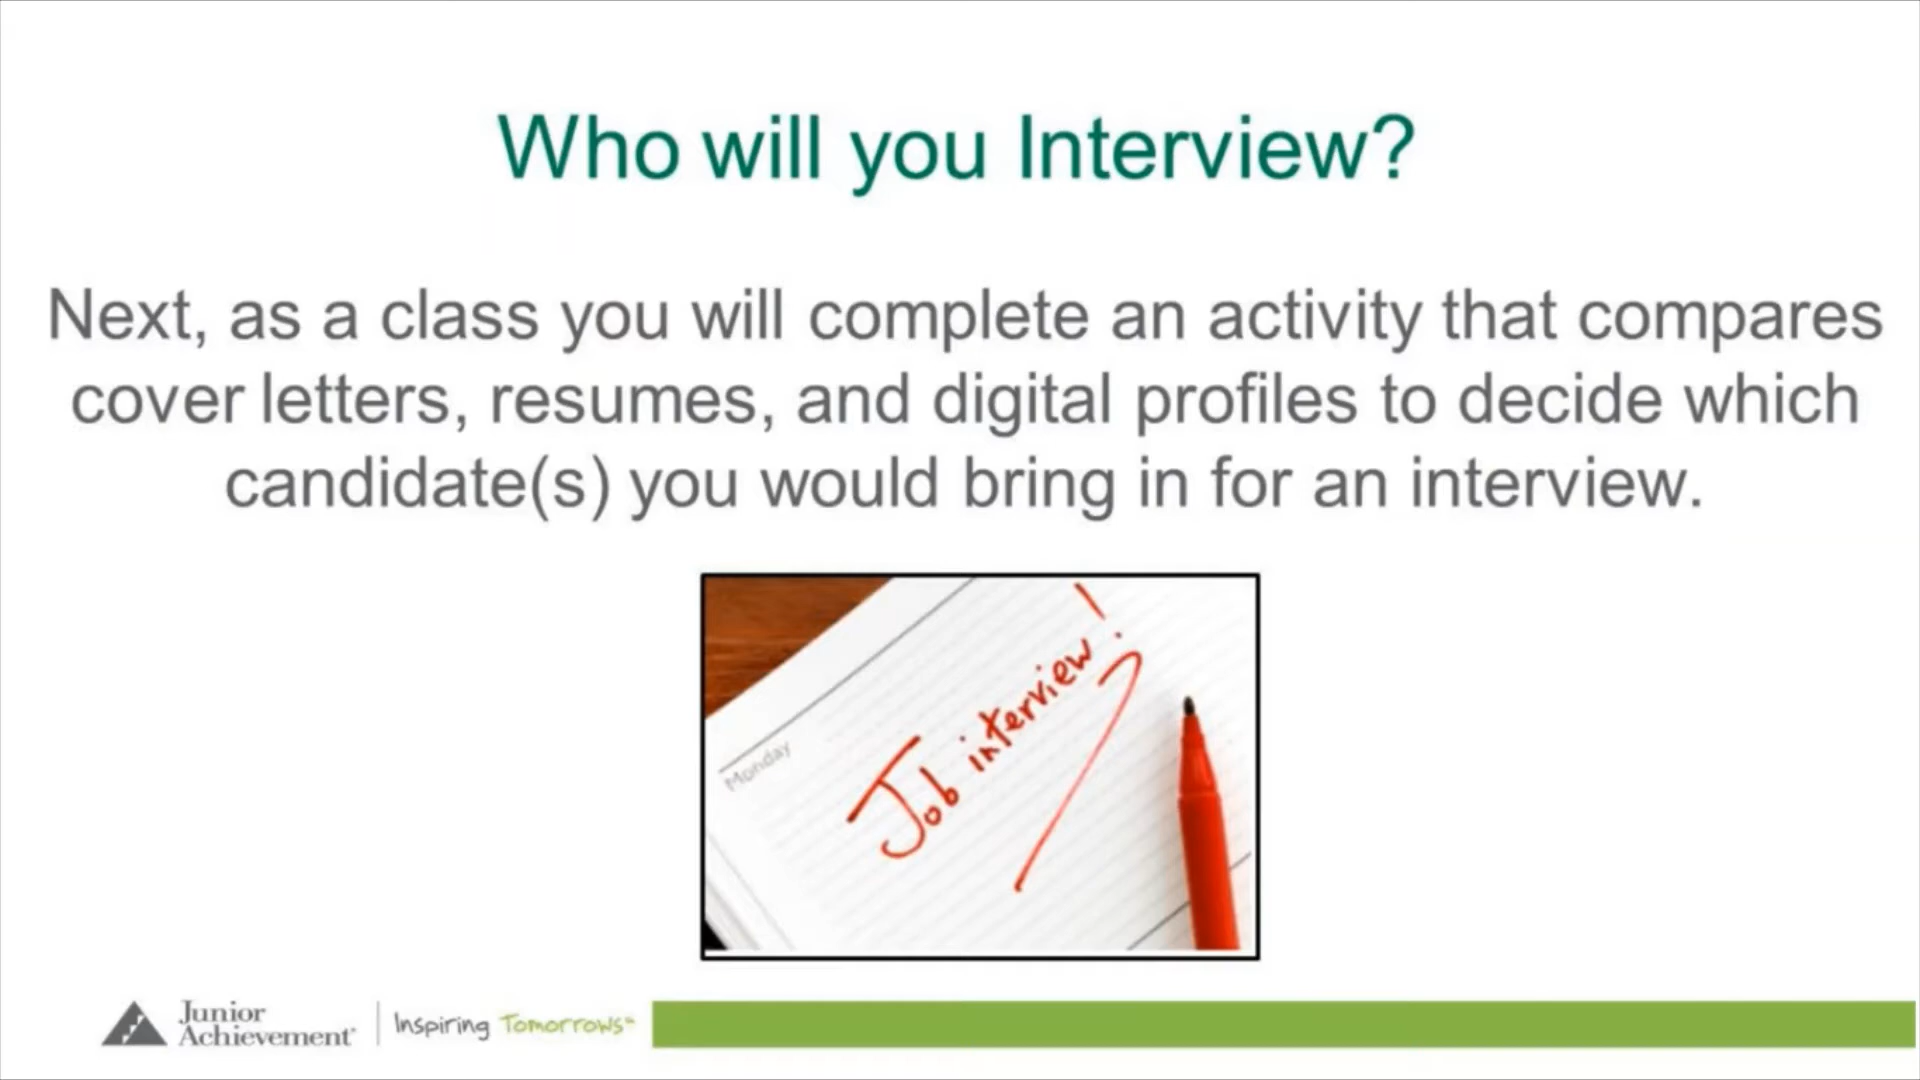 Who will you Interview?
Next, as a class you will complete an activity that compares
cover letters, resumes, and digital profiles to decide which
candidate(s) you would bring in for an interview.
Monday
Job interview!
Junior
Achievement®
Inspiring Tomorrows℠